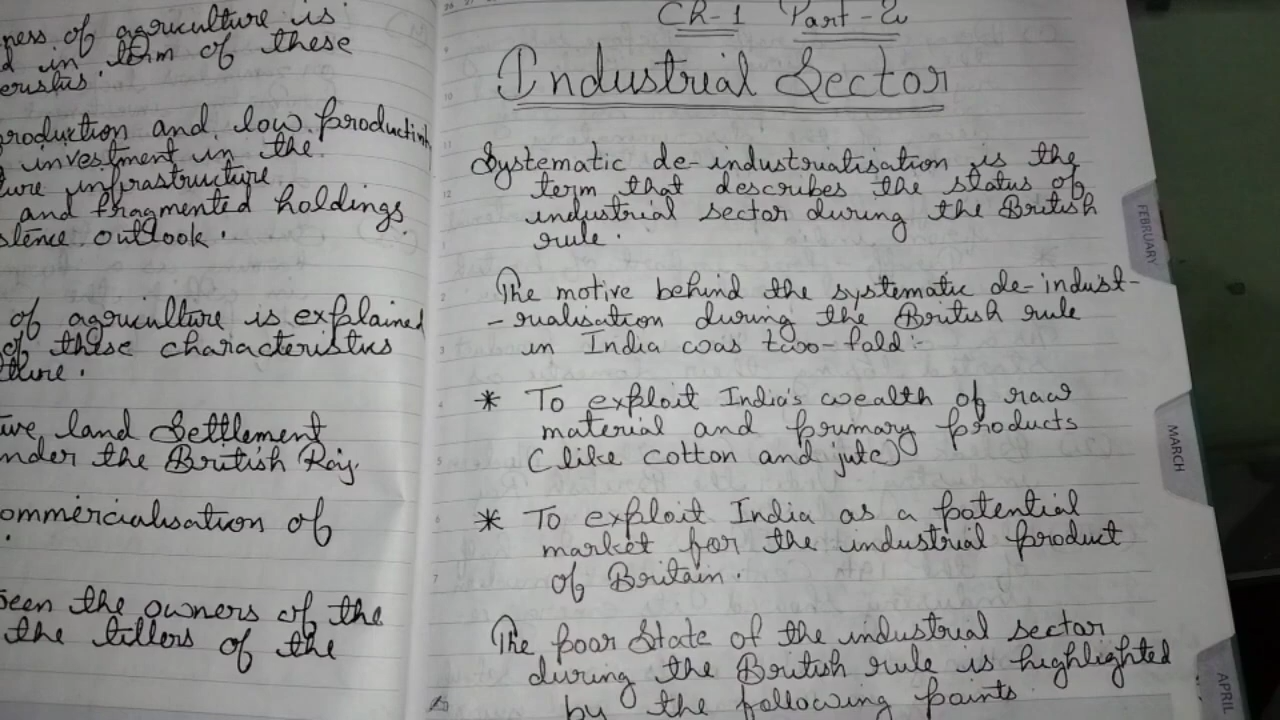 of agriculture is
in term of these
production and low productivity
investment in the
infrastructure
and fragmented holdings.
outlook.
of agriculture is explained
of these characteristics
land Settlement
under the British Raj.
commercialisation of
the owners of the
the tillers of the
Ch-1 Part-2
Industrial Sector
Systematic de-industrialisation is the
term that describes the status of
industrial sector during the British
rule.
The motive behind the systematic de-indust-
-rialisation during the British rule
in India was two-fold:-
* To exploit India's wealth of raw
material and primary products
(like cotton and jute)
* To exploit India as a potential
market for the industrial product
of Britain.
The poor State of the industrial sector
during the British rule is highlighted
by the following points
FEBRUARY
MARCH
APRIL